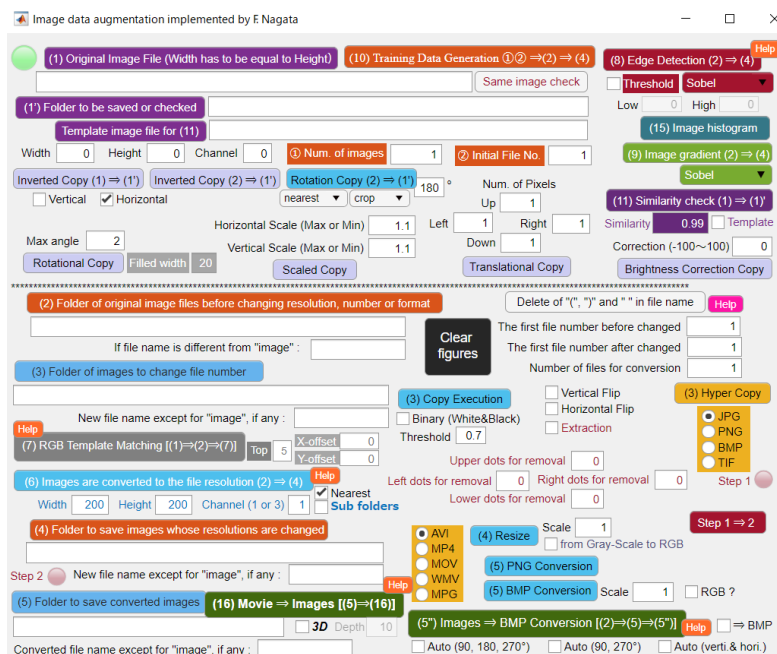 Image data augmentation implemented by F. Nagata
Help
(1) Original Image File (Width has to be equal to Height)
(10) Training Data Generation ①② ⇒(2) ⇒ (4)
(8) Edge Detection (2) ⇒ (4)
Same image check
Threshold
Sobel
(1') Folder to be saved or checked
Low 0 High 0
Template image file for (11)
(15) Image histogram
Width 0 Height 0 Channel 0
① Num. of images 1
② Initial File No. 1
(9) Image gradient (2) ⇒ (4)
Sobel
Inverted Copy (1) ⇒ (1')
Inverted Copy (2) ⇒ (1')
Rotation Copy (2) ⇒ (1')
180 °
Num. of Pixels
Vertical
Horizontal
nearest
crop
Up 1
(11) Similarity check (1) ⇒ (1)'
Horizontal Scale (Max or Min) 1.1
Left 1 Right 1
Similarity 0.99 Template
Max angle 2
Vertical Scale (Max or Min) 1.1
Down 1
Correction (-100～100) 0
Rotational Copy
Filled width 20
Scaled Copy
Translational Copy
Brightness Correction Copy
(2) Folder of original image files before changing resolution, number or format
Delete of "(", ")" and " " in file name
Help
Clear
figures
The first file number before changed 1
If file name is different from "image" :
The first file number after changed 1
(3) Folder of images to change file number
Number of files for conversion 1
(3) Copy Execution
Vertical Flip
(3) Hyper Copy
New file name except for "image", if any :
Binary (White&Black)
Horizontal Flip
JPG
Help
Threshold 0.7
Extraction
PNG
(7) RGB Template Matching [(1)⇒(2)⇒(7)]
Top 5
X-offset 0
Y-offset 0
BMP
TIF
Upper dots for removal 0
(6) Images are converted to the file resolution (2) ⇒ (4)
Help
Left dots for removal 0 Right dots for removal 0
Step 1
Width 200 Height 200 Channel (1 or 3) 1
Nearest
Sub folders
Lower dots for removal 0
(4) Folder to save images whose resolutions are changed
AVI
MP4
MOV
WMV
MPG
(4) Resize
Scale 1
from Gray-Scale to RGB
Step 1 ⇒ 2
Step 2
New file name except for "image", if any :
(5) PNG Conversion
Help
(5) BMP Conversion
Scale 1
RGB ?
(5) Folder to save converted images
(16) Movie ⇒ Images [(5)⇒(16)]
3D Depth 10
(5") Images ⇒ BMP Conversion [(2)⇒(5)⇒(5")]
Help
⇒ BMP
Converted file name except for "image", if any :
Auto (90, 180, 270°)
Auto (90, 270°)
Auto (verti.& hori.)